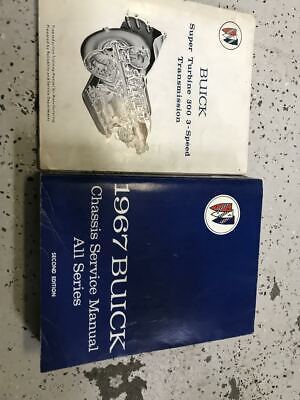 BUICK
Super Turbine 300 3-Speed
Transmission
1967 BUICK
Chassis Service Manual
All Series
SECOND EDITION